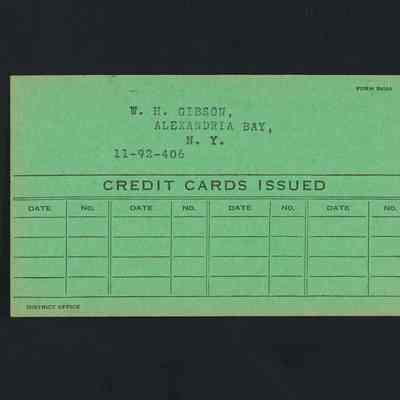 W. H. GIBSON,
ALEXANDRIA BAY,
N. Y.
11-92-406
CREDIT CARDS ISSUED
DATE No. DATE No. DATE No. DATE No.
DISTRICT OFFICE